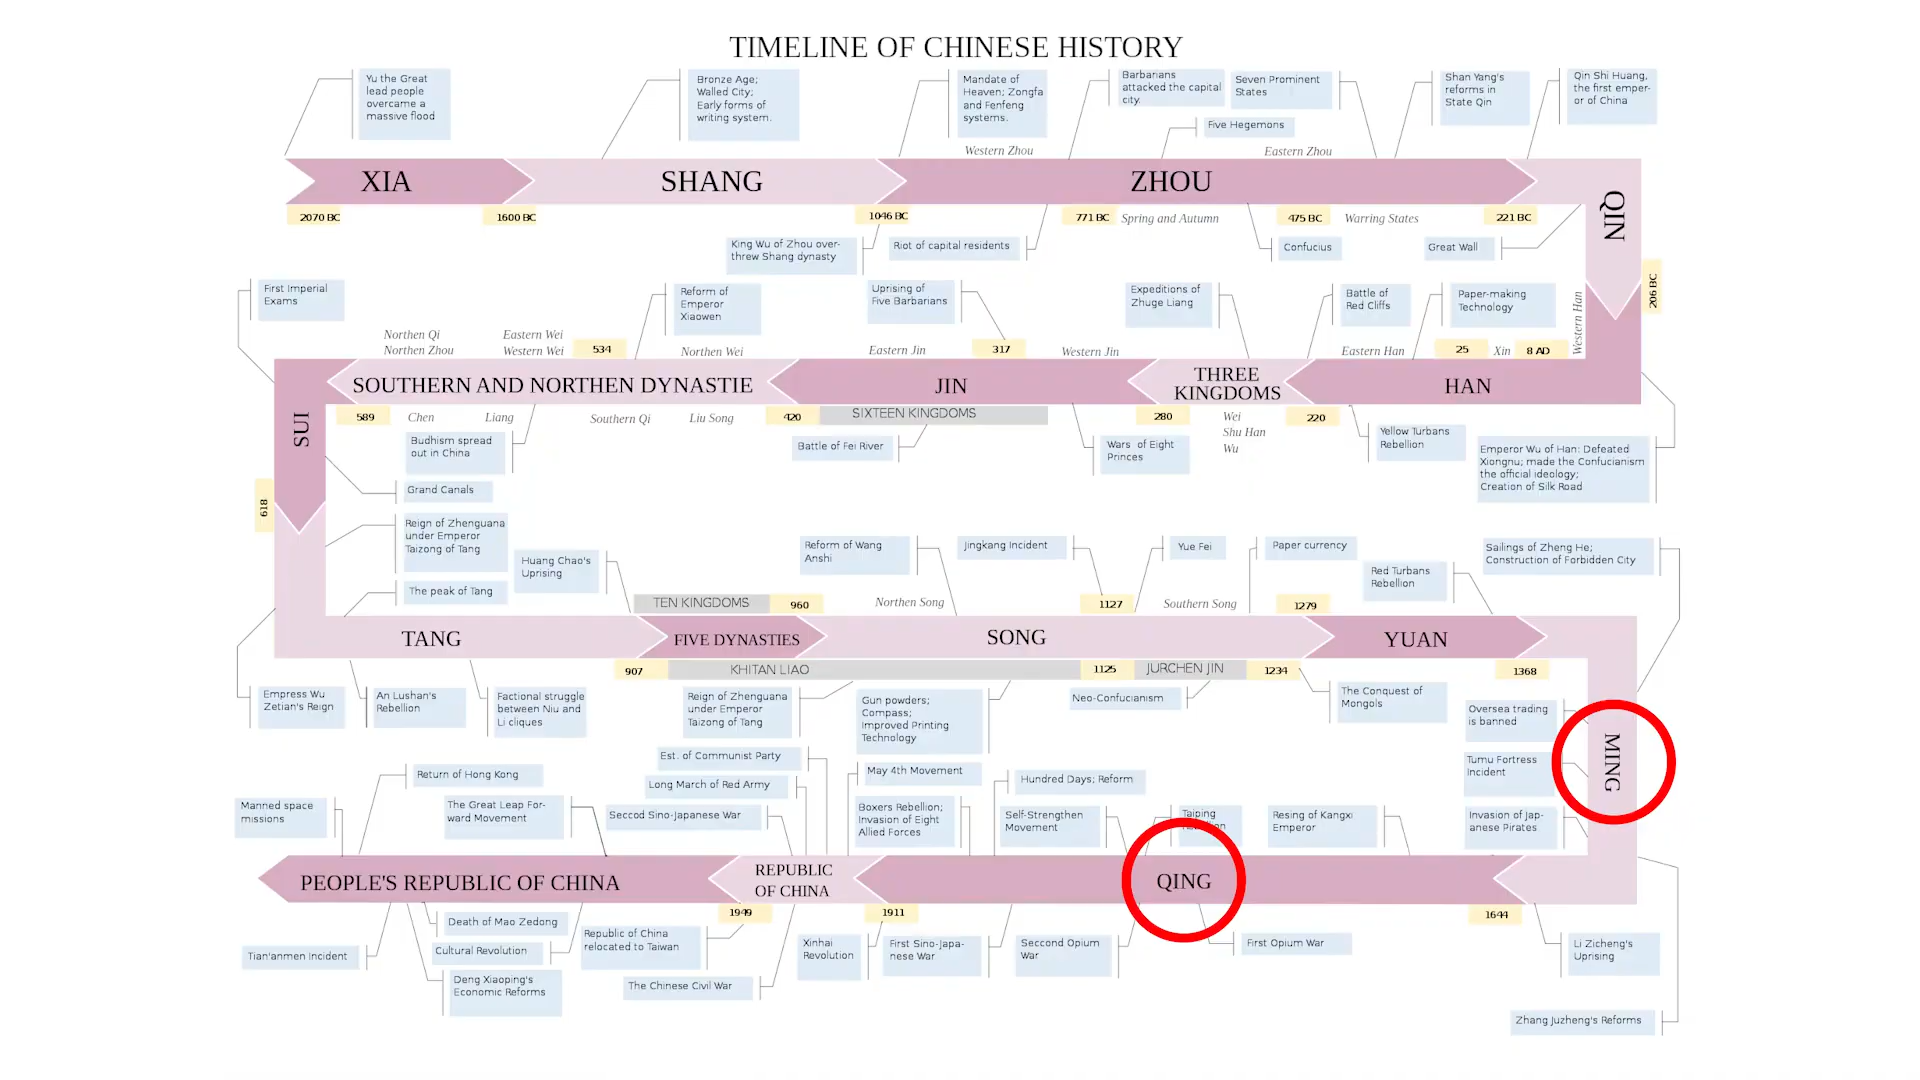 TIMELINE OF CHINESE HISTORY
Yu the Great
lead people
overcame a
massive flood
Bronze Age;
Walled City;
Early forms of
writing system.
Mandate of
Heaven; Zongfa
and Fenfeng
systems.
Barbarians
attacked the capital
city.
Seven Prominent
States
Five Hegemons
Shan Yang's
reforms in
State Qin
Qin Shi Huang,
the first emper-
or of China
Western Zhou
Eastern Zhou
XIA
SHANG
ZHOU
QIN
2070 BC
1600 BC
1046 BC
771 BC
Spring and Autumn
475 BC
Warring States
221 BC
King Wu of Zhou over-
threw Shang dynasty
Riot of capital residents
Confucius
Great Wall
206 BC
First Imperial
Exams
Reform of
Emperor
Xiaowen
Uprising of
Five Barbarians
Expeditions of
Zhuge Liang
Battle of
Red Cliffs
Paper-making
Technology
Western Han
Northen Qi
Northen Zhou
Eastern Wei
Western Wei
534
Northen Wei
Eastern Jin
317
Western Jin
Eastern Han
25
Xin
8 AD
SOUTHERN AND NORTHEN DYNASTIE
JIN
THREE
KINGDOMS
HAN
SUI
589
Chen
Liang
Southern Qi
Liu Song
420
SIXTEEN KINGDOMS
280
Wei
Shu Han
Wu
220
Budhism spread
out in China
Battle of Fei River
Wars of Eight
Princes
Yellow Turbans
Rebellion
Emperor Wu of Han: Defeated
Xiongnu; made the Confucianism
the official ideology;
Creation of Silk Road
Grand Canals
618
Reign of Zhenguana
under Emperor
Taizong of Tang
Huang Chao's
Uprising
The peak of Tang
Reform of Wang
Anshi
Jingkang Incident
Yue Fei
Paper currency
Red Turbans
Rebellion
Sailings of Zheng He;
Construction of Forbidden City
TEN KINGDOMS
960
Northen Song
1127
Southern Song
1279
TANG
FIVE DYNASTIES
SONG
YUAN
907
KHITAN LIAO
1125
JURCHEN JIN
1234
1368
Empress Wu
Zetian's Reign
An Lushan's
Rebellion
Factional struggle
between Niu and
Li cliques
Reign of Zhenguana
under Emperor
Taizong of Tang
Gun powders;
Compass;
Improved Printing
Technology
Neo-Confucianism
The Conquest of
Mongols
Oversea trading
is banned
MING
Tumu Fortress
Incident
Invasion of Jap-
anese Pirates
Est. of Communist Party
Long March of Red Army
Seccod Sino-Japanese War
May 4th Movement
Boxers Rebellion;
Invasion of Eight
Allied Forces
Hundred Days; Reform
Self-Strengthen
Movement
Taiping
Resing of Kangxi
Emperor
Return of Hong Kong
Manned space
missions
The Great Leap For-
ward Movement
PEOPLE'S REPUBLIC OF CHINA
REPUBLIC
OF CHINA
QING
1949
1911
1644
Death of Mao Zedong
Cultural Revolution
Tian'anmen Incident
Deng Xiaoping's
Economic Reforms
Republic of China
relocated to Taiwan
The Chinese Civil War
Xinhai
Revolution
First Sino-Japa-
nese War
Seccond Opium
War
First Opium War
Li Zicheng's
Uprising
Zhang Juzheng's Reforms